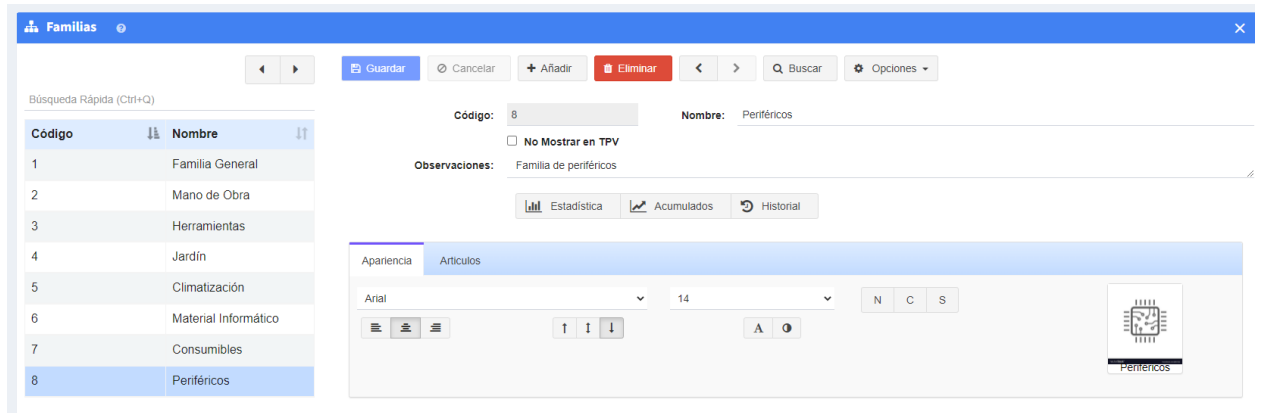 Familias
Guardar Cancelar Añadir Eliminar Buscar Opciones
Búsqueda Rápida (Ctrl+Q)
Código: 8 Nombre: Periféricos
Código Nombre
No Mostrar en TPV
1 Familia General
Observaciones: Familia de periféricos
2 Mano de Obra
Estadística Acumulados Historial
3 Herramientas
4 Jardín
Apariencia Articulos
5 Climatización
Arial 14 N C S
6 Material Informático
A
7 Consumibles
Periféricos
8 Periféricos